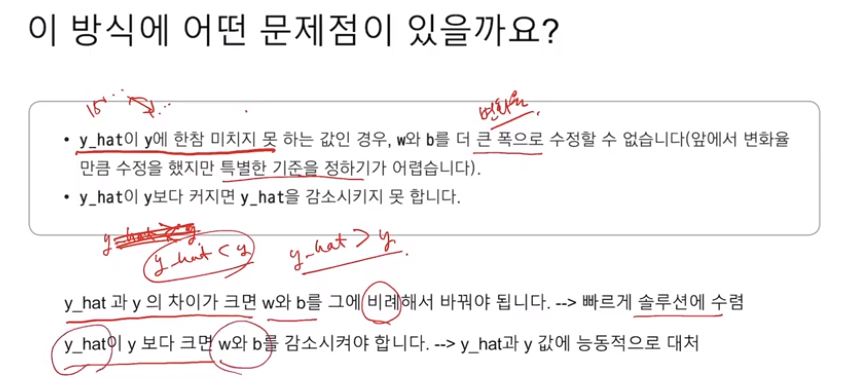 이 방식에 어떤 문제점이 있을까요?
변화율
• y_hat이 y에 한참 미치지 못 하는 값인 경우, w와 b를 더 큰 폭으로 수정할 수 없습니다(앞에서 변화율
만큼 수정을 했지만 특별한 기준을 정하기가 어렵습니다).
• y_hat이 y보다 커지면 y_hat을 감소시키지 못 합니다.
y_hat < y y_hat > y
y_hat 과 y 의 차이가 크면 w와 b를 그에 비례해서 바꿔야 됩니다. --> 빠르게 솔루션에 수렴
y_hat이 y 보다 크면 w와 b를 감소시켜야 합니다. --> y_hat과 y 값에 능동적으로 대처